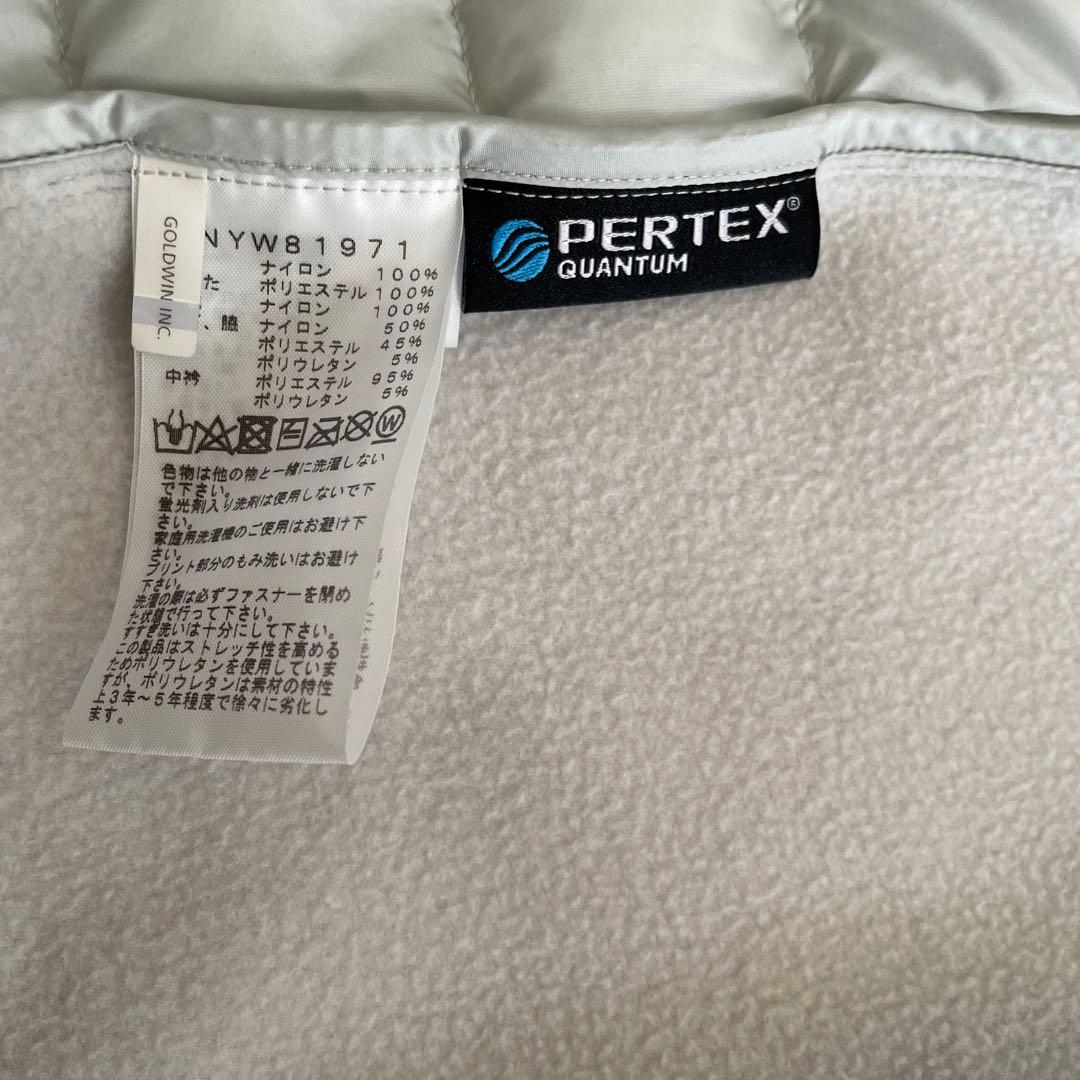 GOLDWIN INC.
NYW81971
ナイロン 100%
た ポリエステル 100%
ナイロン 100%
、脇 ナイロン 50%
ポリエステル 45%
ポリウレタン 5%
中衿 ポリエステル 95%
ポリウレタン 5%
W
色物は他の物と一緒に洗濯しない
で下さい。
蛍光剤入り洗剤は使用しないで下
さい。
家庭用洗濯機のご使用はお避け下
さい。
プリント部分のもみ洗いはお避け
下さい。
洗濯の際は必ずファスナーを閉め
た状態で行って下さい。
すすぎ洗いは十分にして下さい。
この製品はストレッチ性を高める
ためポリウレタンを使用していま
すが、ポリウレタンは素材の特性
上3年～5年程度で徐々に劣化し
ます。
PERTEX®
QUANTUM